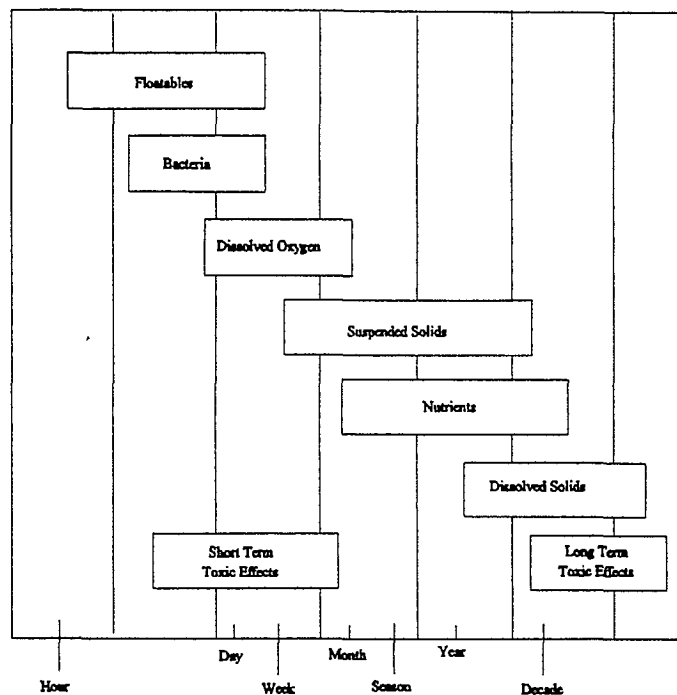 Floatables
Bacteria
Dissolved Oxygen
Suspended Solids
Nutrients
Dissolved Solids
Short Term
Toxic Effects
Long Term
Toxic Effects
Day
Month
Year
Hour
Week
Season
Decade